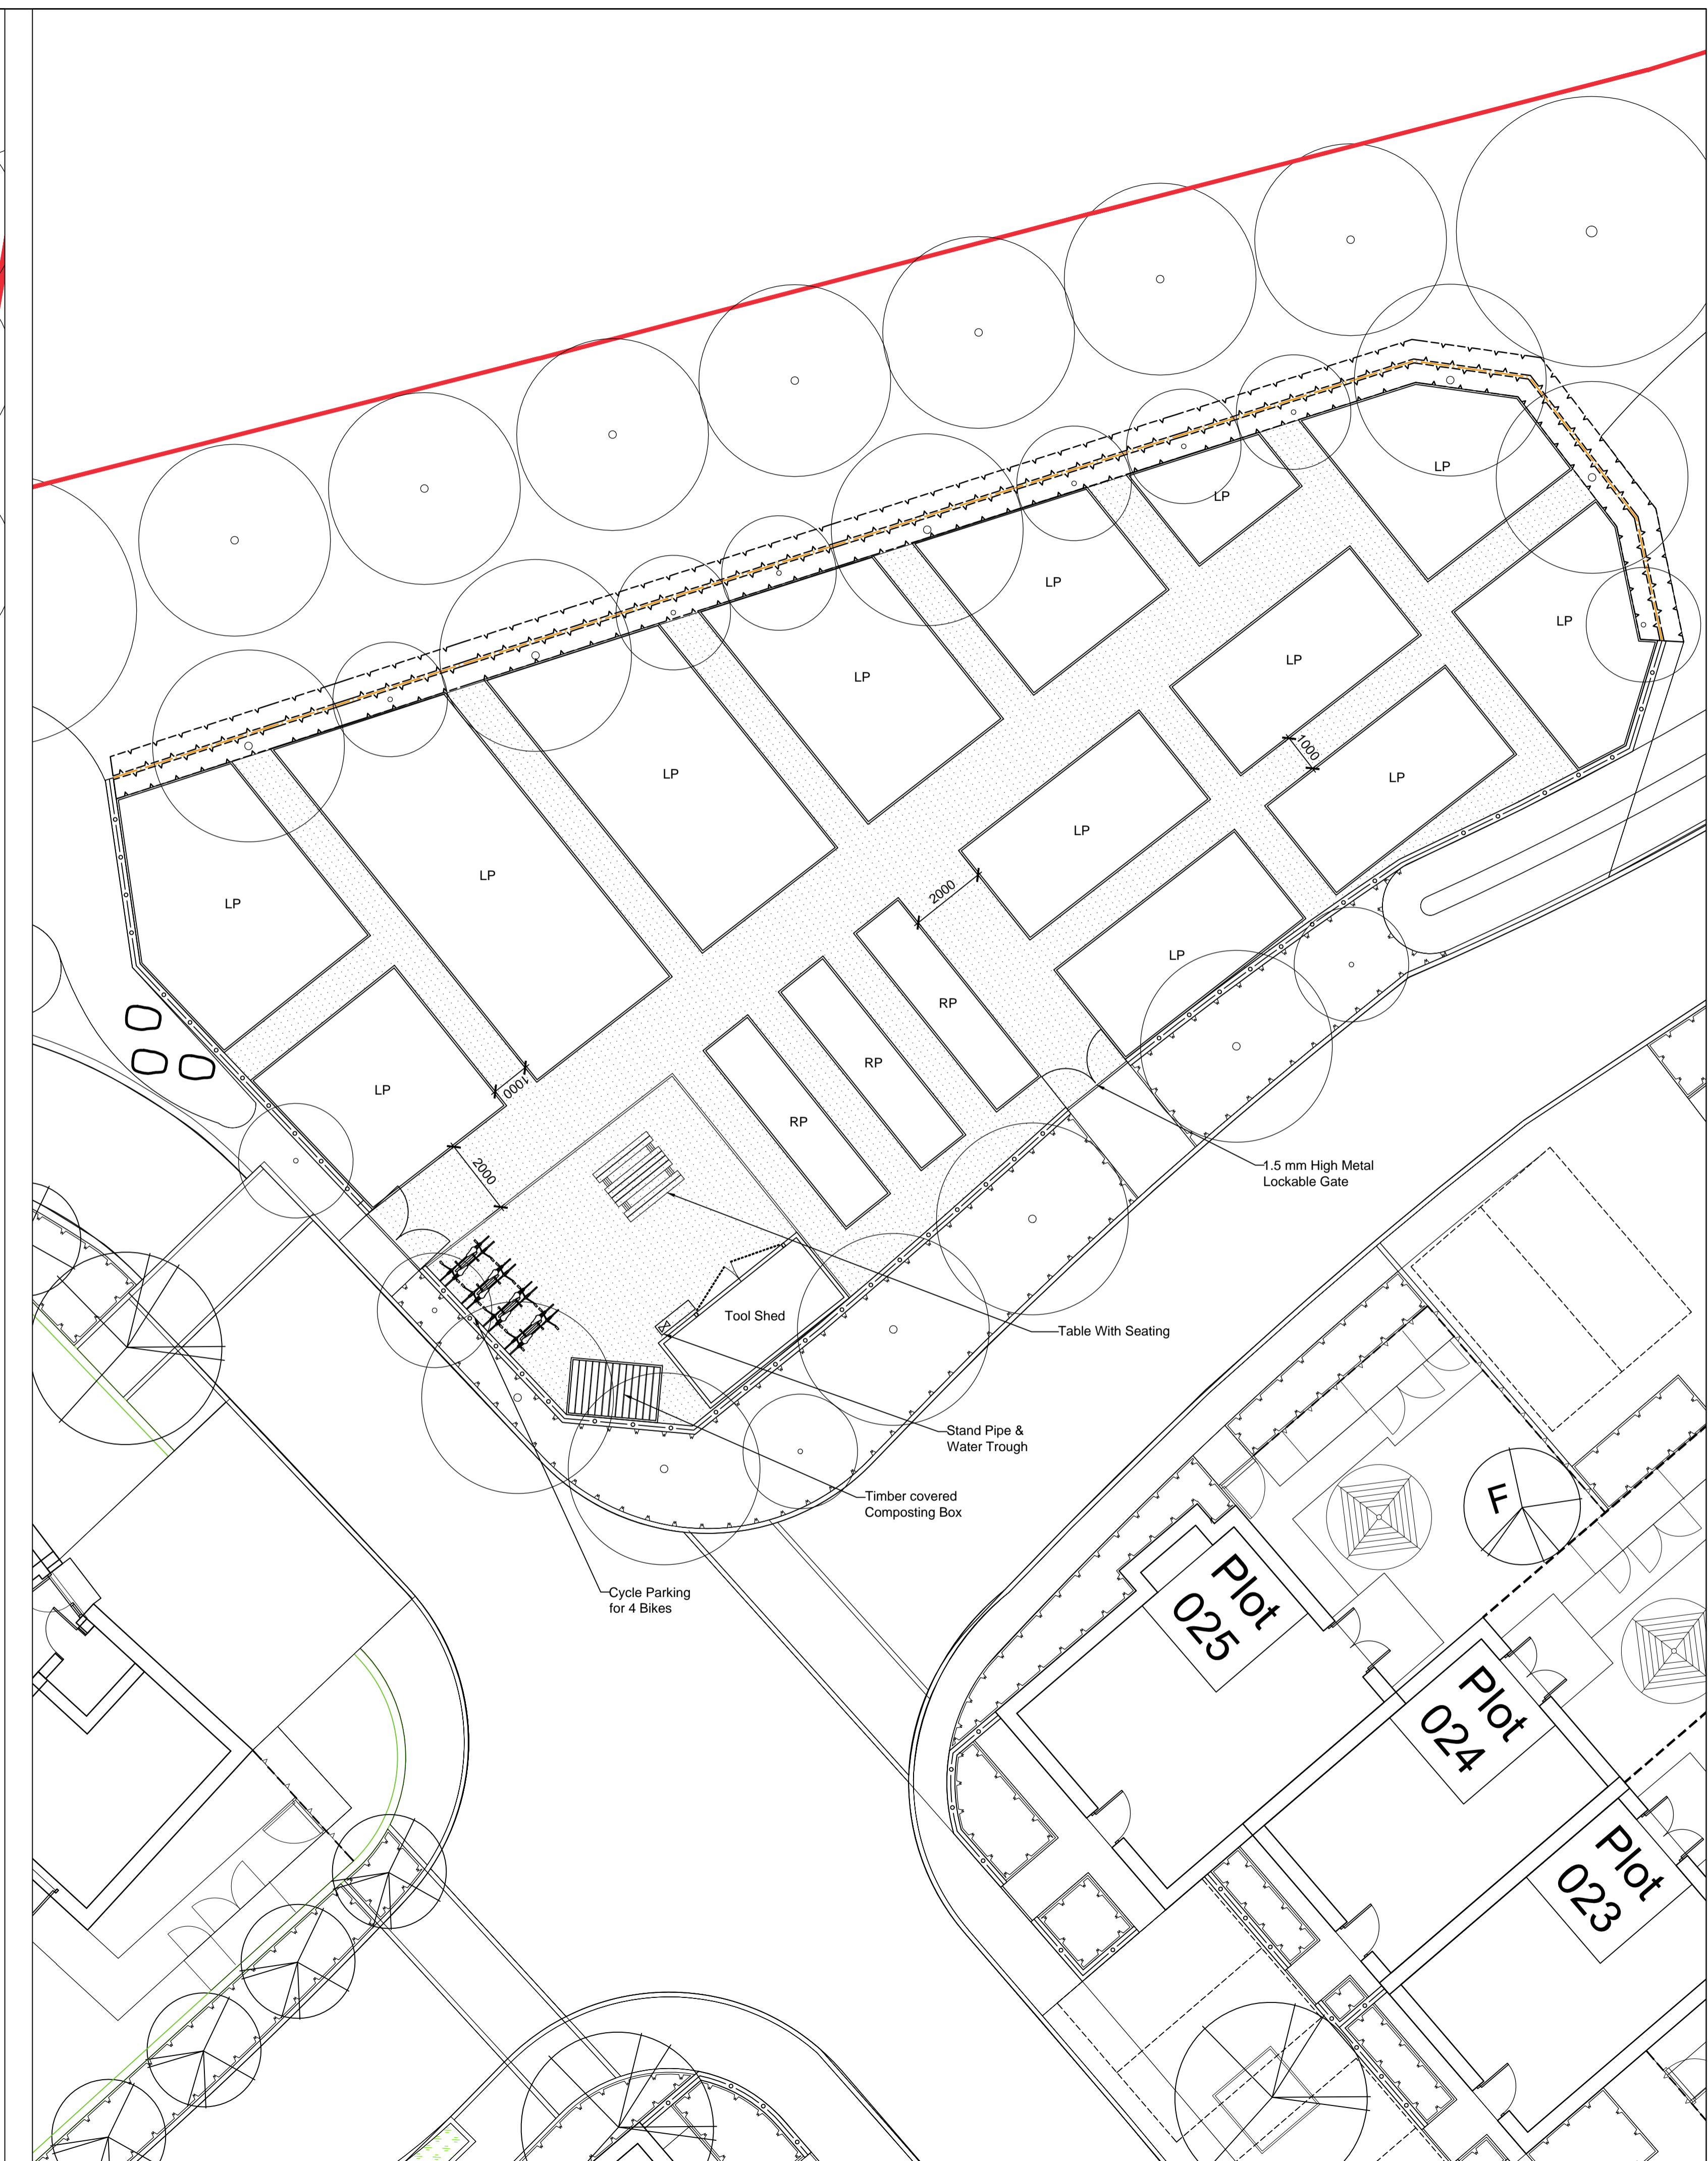 LP
LP
LP
LP
LP
LP
1000
LP
LP
LP
LP
2000
LP
LP
LP
RP
RP
LP
1000
RP
2000
1.5 mm High Metal
Lockable Gate
Tool Shed
Table With Seating
Stand Pipe &
Water Trough
Timber covered
Composting Box
Cycle Parking
for 4 Bikes
F
Plot
025
Plot
024
Plot
023